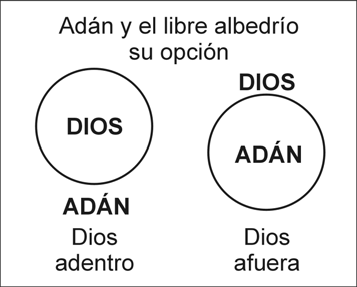 Adán y el libre albedrío
su opción
DIOS
ADÁN
Dios
adentro
DIOS
ADÁN
Dios
afuera